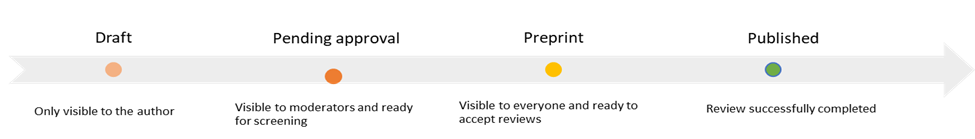 Draft
Pending approval
Preprint
Published
Only visible to the author
Visible to moderators and ready
for screening
Visible to everyone and ready to
accept reviews
Review successfully completed